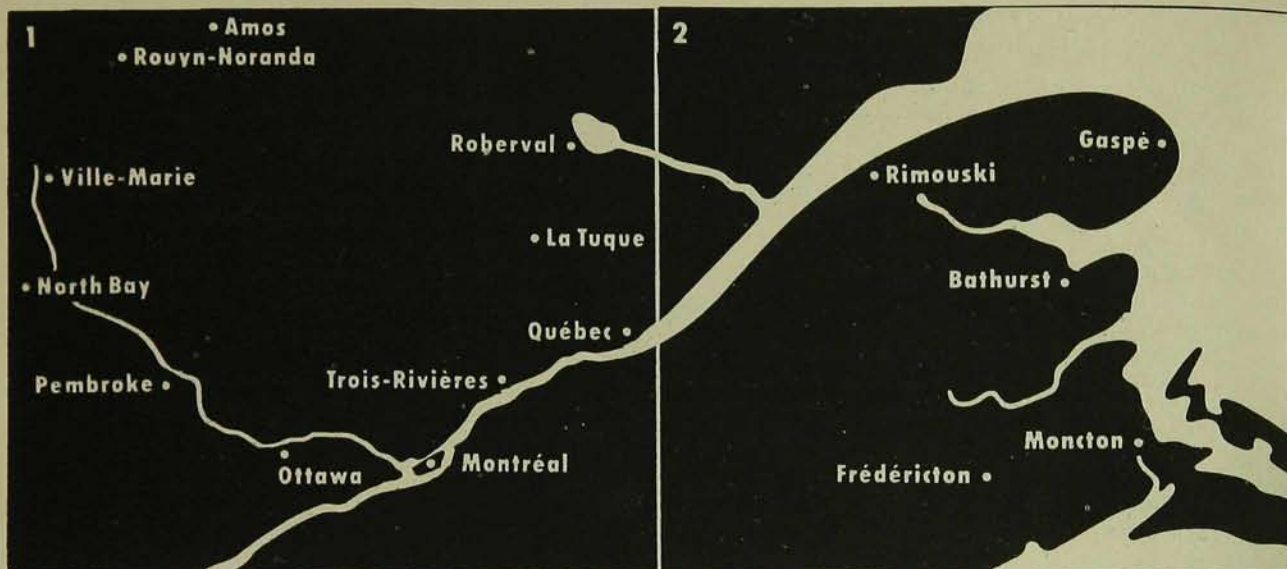 1
Amos
Rouyn-Noranda
Ville-Marie
North Bay
Pembroke
Ottawa
Montréal
Trois-Rivières
Québec
La Tuque
Roberval
2
Gaspé
Rimouski
Bathurst
Moncton
Frédéricton